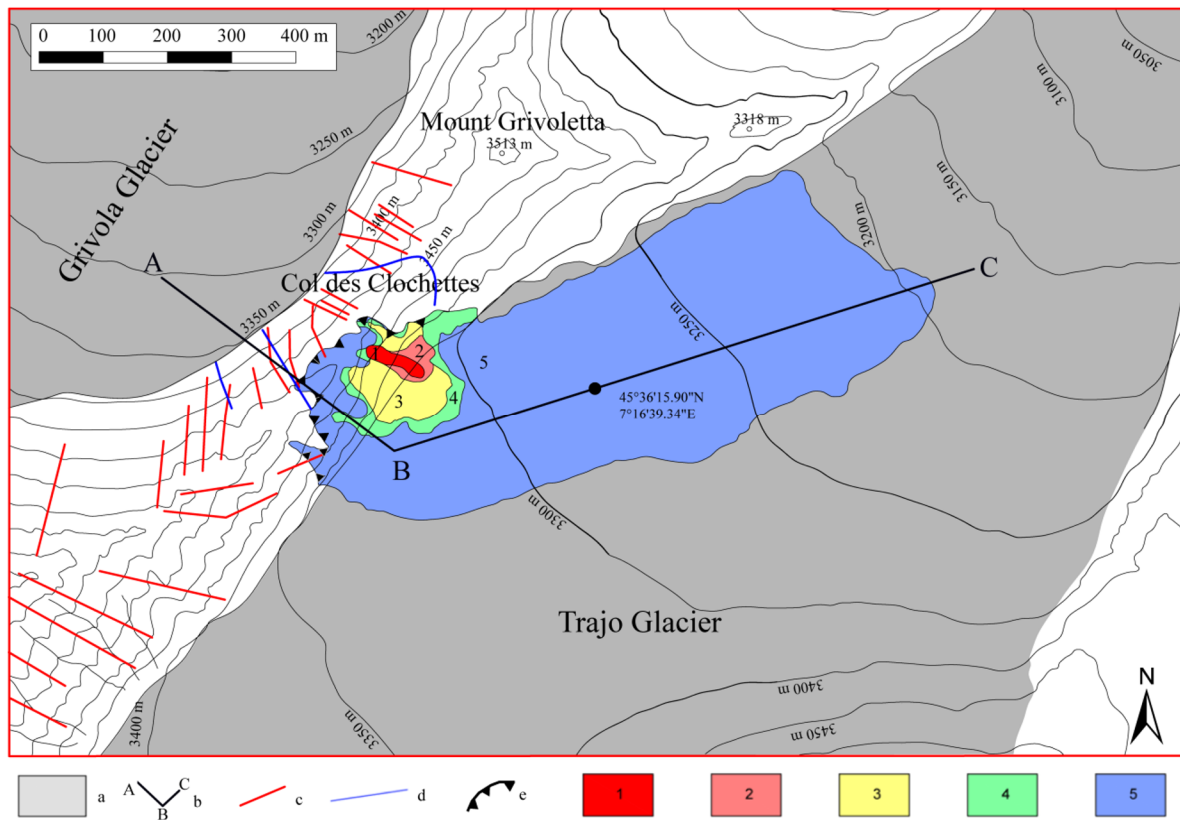 0 100 200 300 400 m
3200 m
3050 m
3100 m
3318 m
Mount Grivoletta
3513 m
3250 m
Grivola Glacier
3150 m
3300 m
3400 m
3200 m
450 m
A
Col des Clochettes
C
3350 m
3250 m
1
2
5
45°36'15.90"N
7°16'39.34"E
3
4
B
3300 m
Trajo Glacier
N
3400 m
3400 m
3350 m
3450 m
a
A
C
b
B
c
d
e
1
2
3
4
5